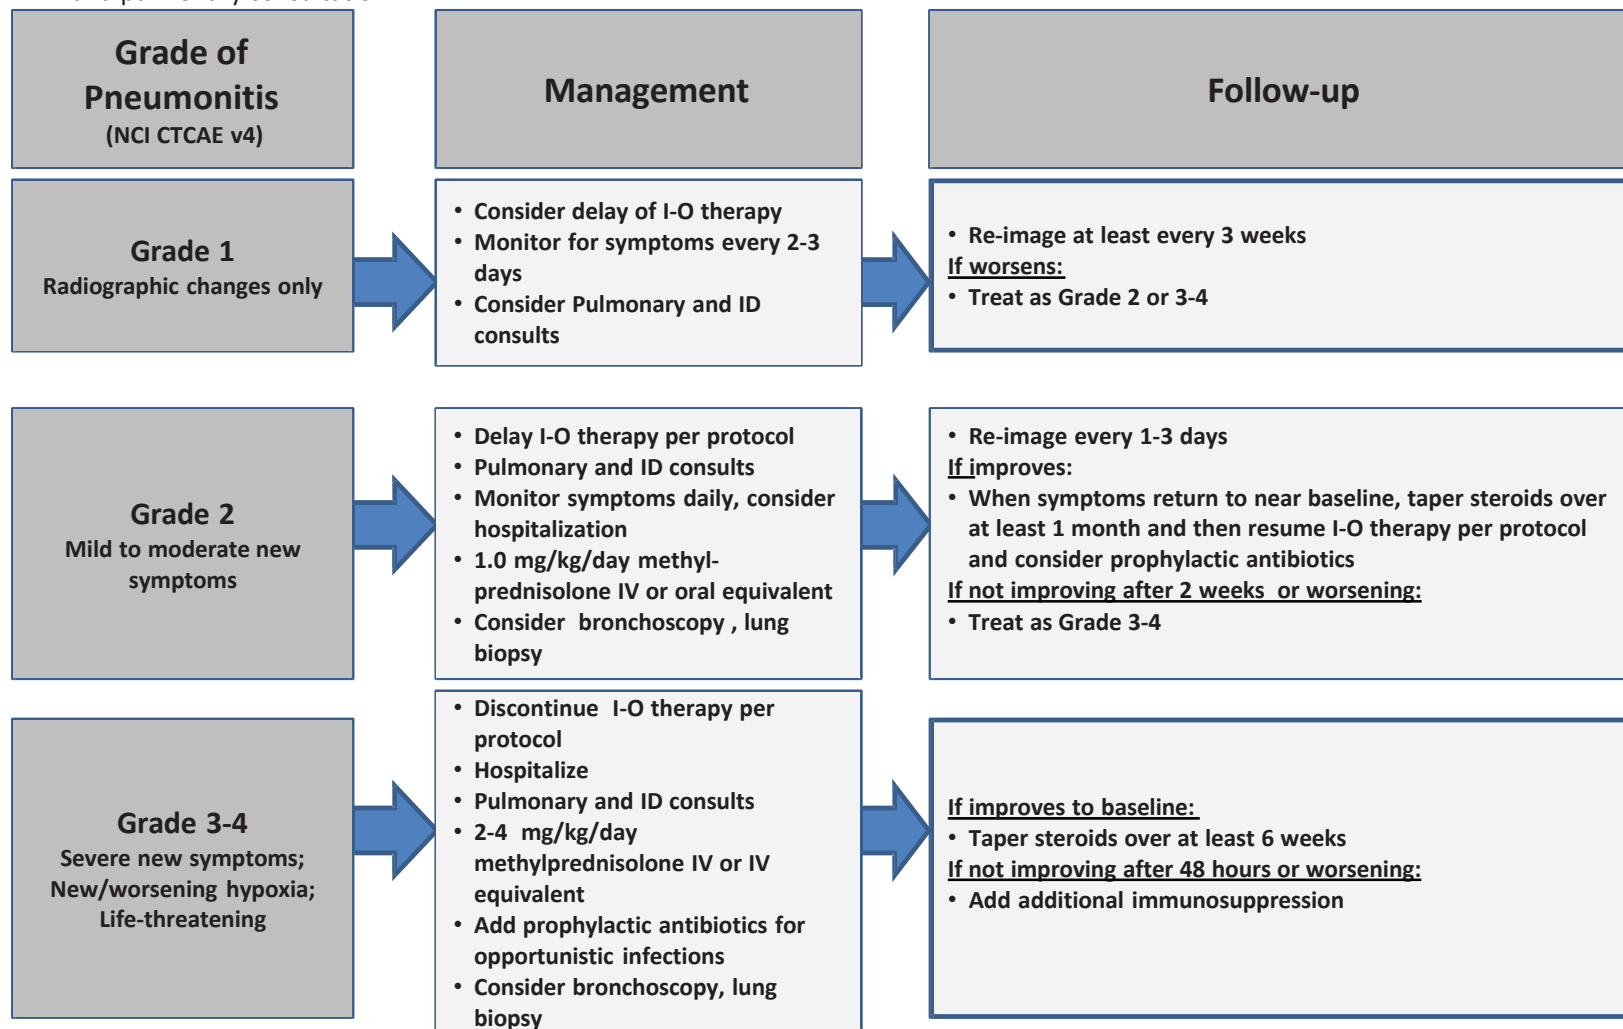 Grade of
Pneumonitis
(NCI CTCAE v4)
Management
Follow-up
Grade 1
Radiographic changes only
• Consider delay of I-O therapy
• Monitor for symptoms every 2-3
days
• Consider Pulmonary and ID
consults
• Re-image at least every 3 weeks
If worsens:
• Treat as Grade 2 or 3-4
Grade 2
Mild to moderate new
symptoms
• Delay I-O therapy per protocol
• Pulmonary and ID consults
• Monitor symptoms daily, consider
hospitalization
• 1.0 mg/kg/day methyl-
prednisolone IV or oral equivalent
• Consider bronchoscopy , lung
biopsy
• Re-image every 1-3 days
If improves:
• When symptoms return to near baseline, taper steroids over
at least 1 month and then resume I-O therapy per protocol
and consider prophylactic antibiotics
If not improving after 2 weeks or worsening:
• Treat as Grade 3-4
Grade 3-4
Severe new symptoms;
New/worsening hypoxia;
Life-threatening
• Discontinue I-O therapy per
protocol
• Hospitalize
• Pulmonary and ID consults
• 2-4 mg/kg/day
methylprednisolone IV or IV
equivalent
• Add prophylactic antibiotics for
opportunistic infections
• Consider bronchoscopy, lung
biopsy
If improves to baseline:
• Taper steroids over at least 6 weeks
If not improving after 48 hours or worsening:
• Add additional immunosuppression